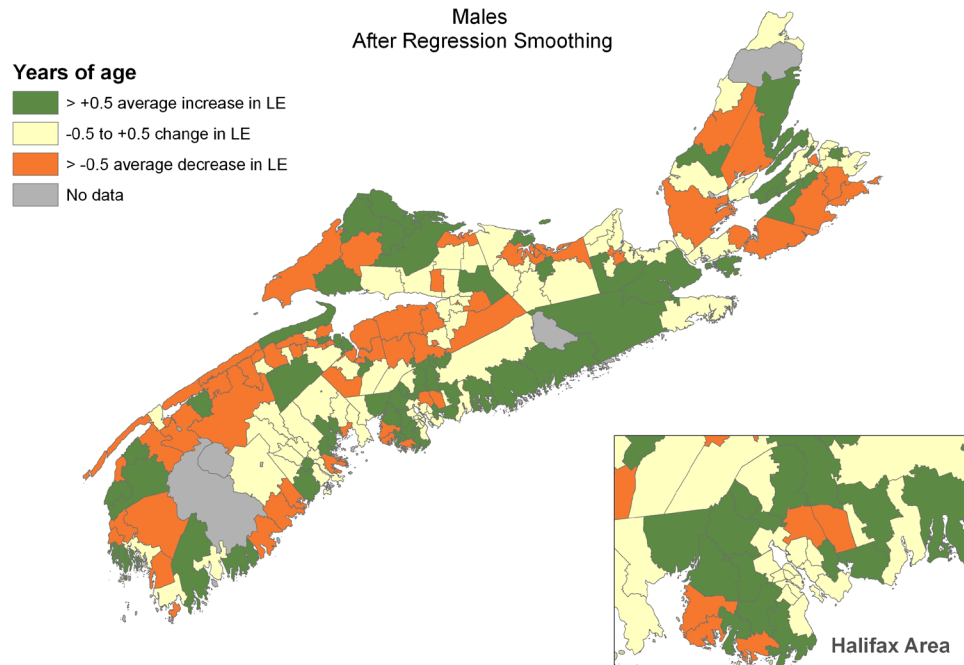 Males
After Regression Smoothing
Years of age
> +0.5 average increase in LE
-0.5 to +0.5 change in LE
> -0.5 average decrease in LE
No data
Halifax Area